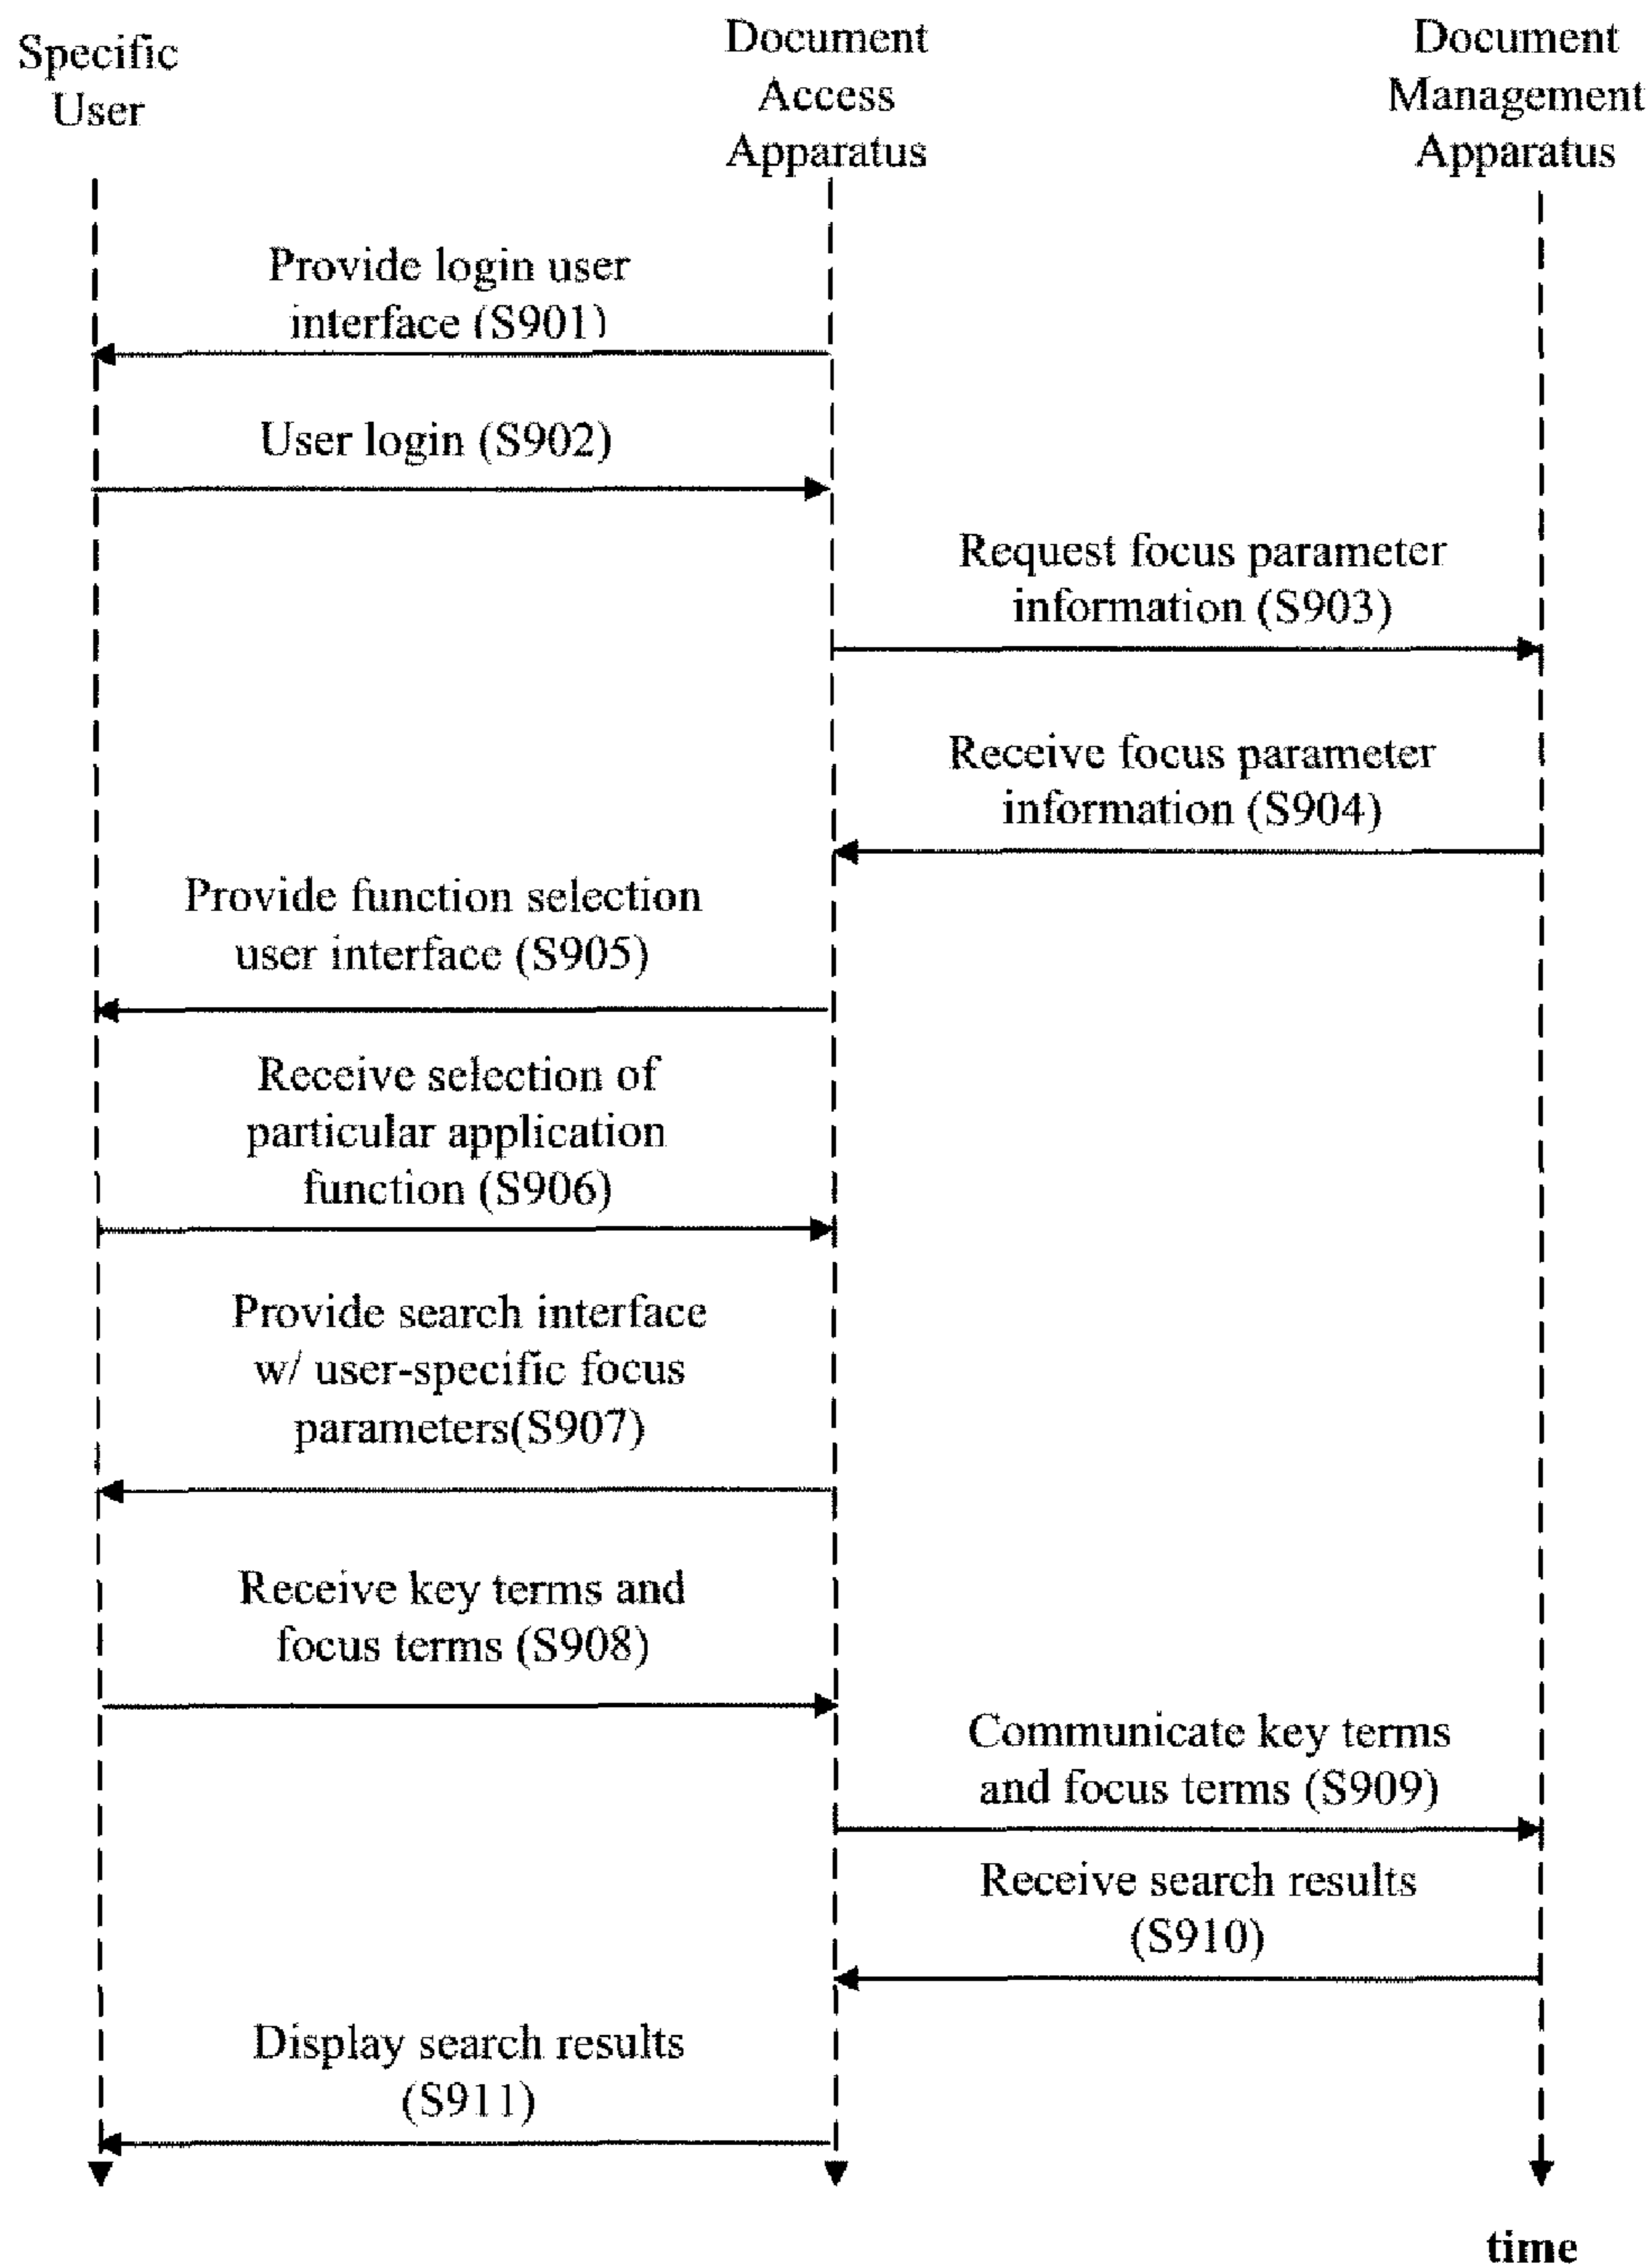 Specific
User
Document
Access
Apparatus
Document
Management
Apparatus
Provide login user
interface (S901)
User login (S902)
Request focus parameter
information (S903)
Receive focus parameter
information (S904)
Provide function selection
user interface (S905)
Receive selection of
particular application
function (S906)
Provide search interface
w/ user-specific focus
parameters(S907)
Receive key terms and
focus terms (S908)
Communicate key terms
and focus terms (S909)
Receive search results
(S910)
Display search results
(S911)
time